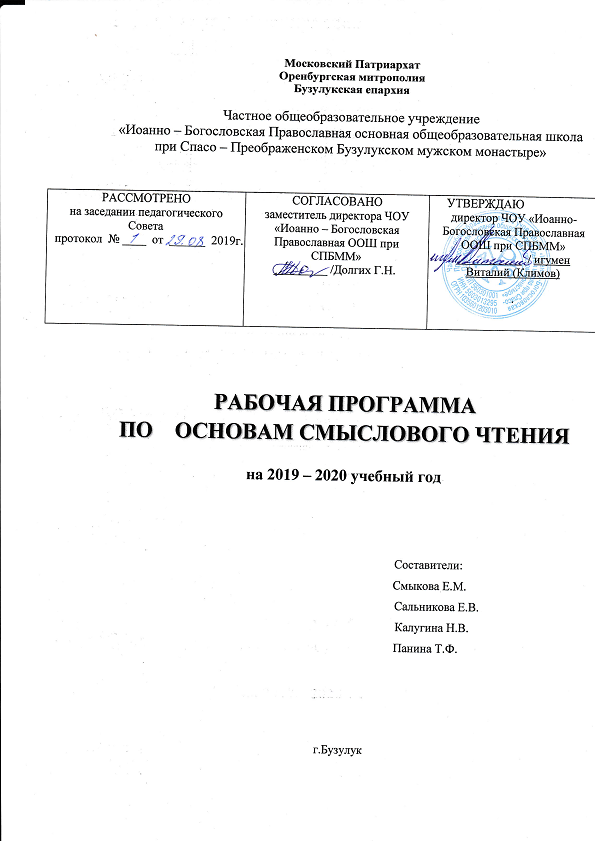 Московский Патриархат
Оренбургская митрополия
Бузулукская епархия
Частное общеобразовательное учреждение
«Иоанно – Богословская Православная основная общеобразовательная школа
при Спасо – Преображенском Бузулукском мужском монастыре»
РАССМОТРЕНО
на заседании педагогического
Совета
протокол № 1 от 29.08 2019г.
СОГЛАСОВАНО
заместитель директора ЧОУ
«Иоанно – Богословская
Православная ООШ при
СПБММ»
/Долгих Г.Н.
УТВЕРЖДАЮ
директор ЧОУ «Иоанно-
Богословская Православная
ООШ при СПБММ»
игумен
Виталий (Климов)
РАБОЧАЯ ПРОГРАММА
ПО ОСНОВАМ СМЫСЛОВОГО ЧТЕНИЯ
на 2019 – 2020 учебный год
Составители:
Смыкова Е.М.
Сальникова Е.В.
Калугина Н.В.
Панина Т.Ф.
г.Бузулук